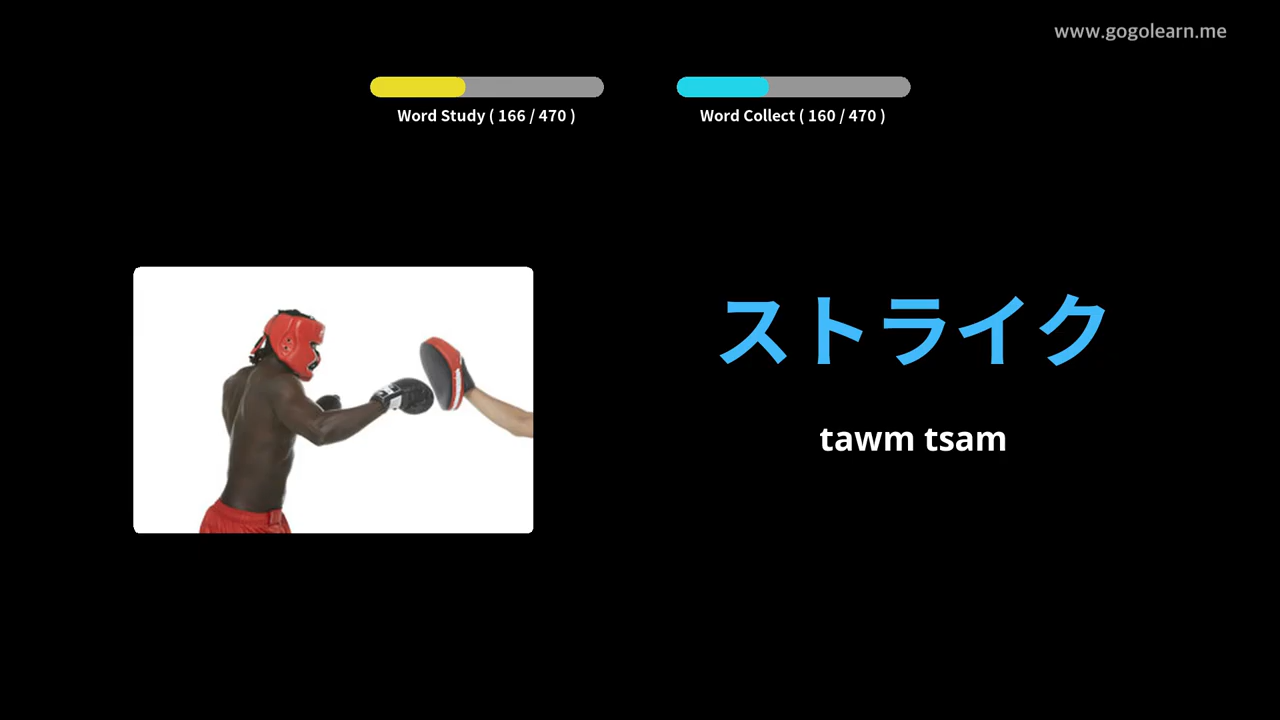 www.gogolearn.me
Word Study ( 166 / 470 )
Word Collect ( 160 / 470 )
ストライク
tawm tsam